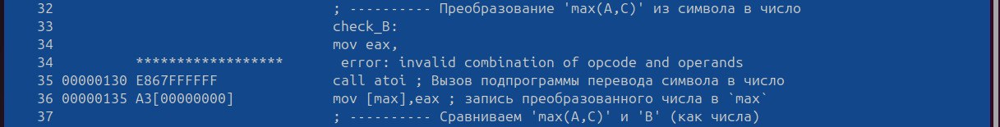 32 ; ---------- Преобразование 'max(A,C)' из символа в число
33 check_B:
34 mov eax,
34 ****************** error: invalid combination of opcode and operands
35 00000130 E867FFFFFF call atoi ; Вызов подпрограммы перевода символа в число
36 00000135 A3[00000000] mov [max],eax ; запись преобразованного числа в `max`
37 ; ---------- Сравниваем 'max(A,C)' и 'B' (как числа)